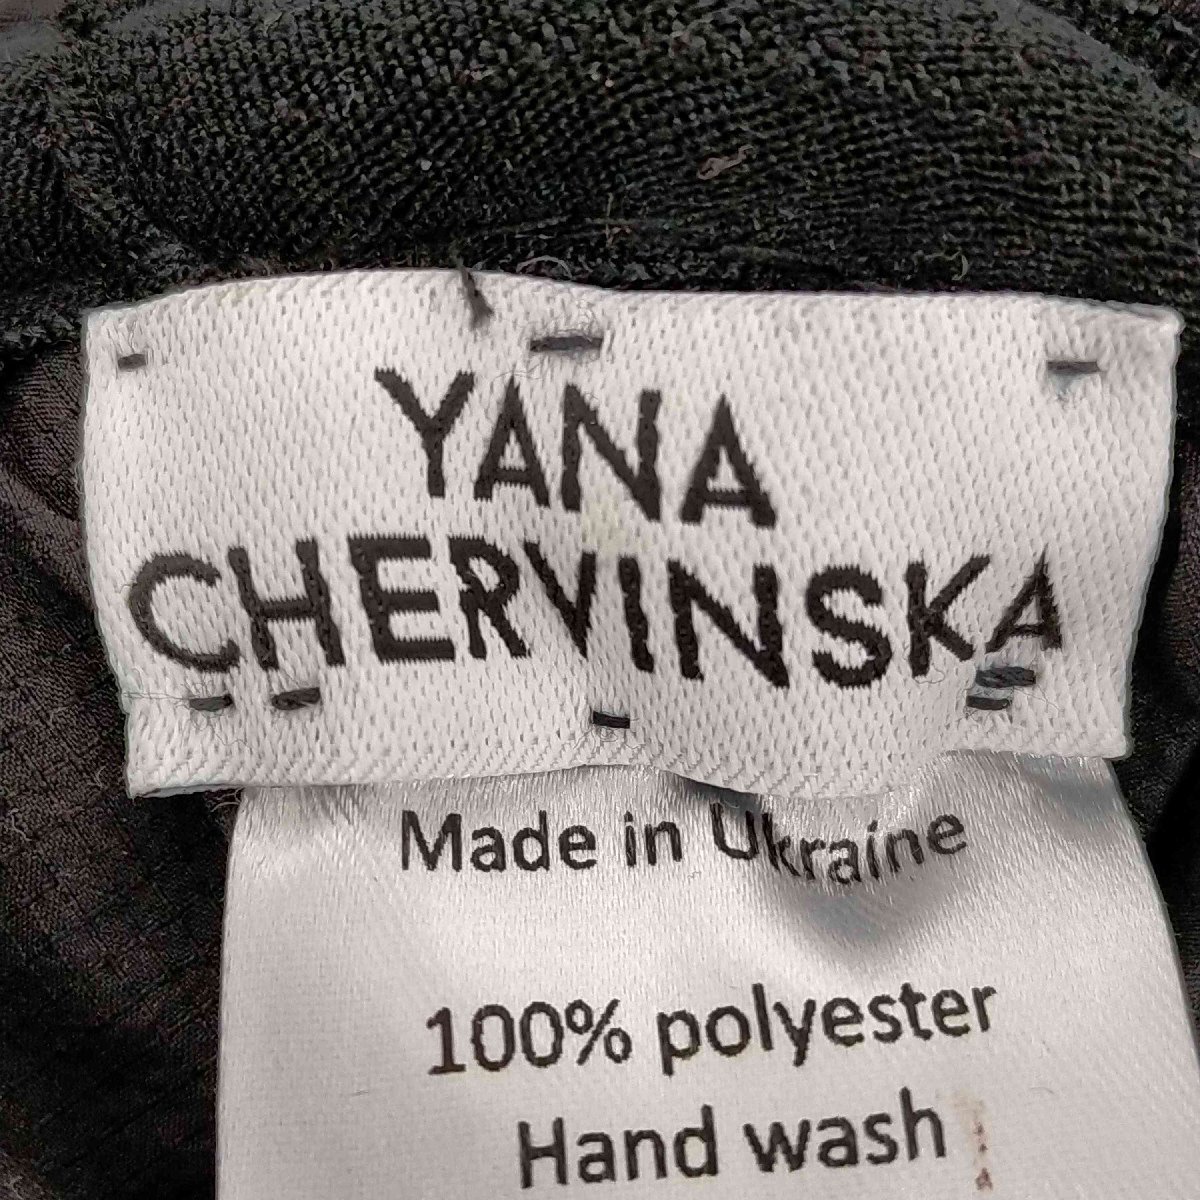 YANA
CHERVINSKA
Made in Ukraine
100% polyester
Hand wash